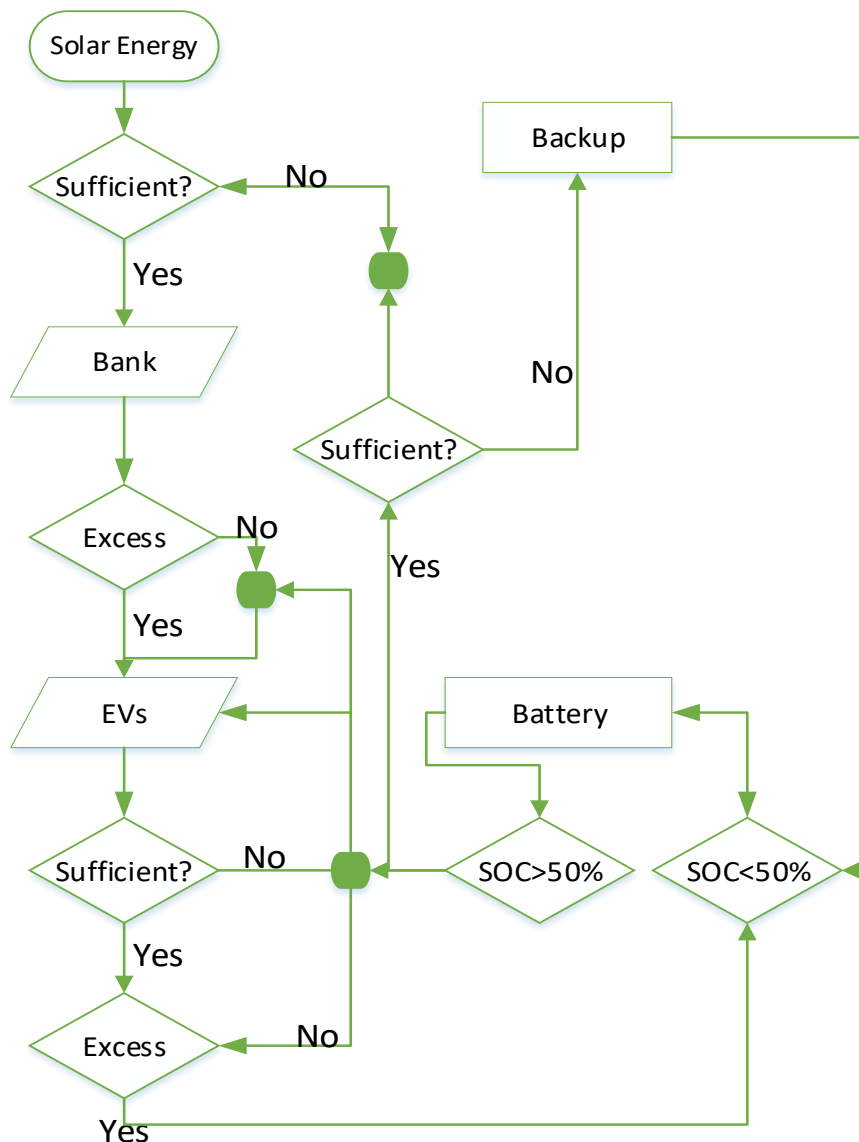 Solar Energy
Backup
Sufficient?
No
Yes
Bank
No
Sufficient?
Excess
No
Yes
Yes
EVs
Battery
Sufficient?
No
SOC>50%
SOC<50%
Yes
Excess
No
Yes